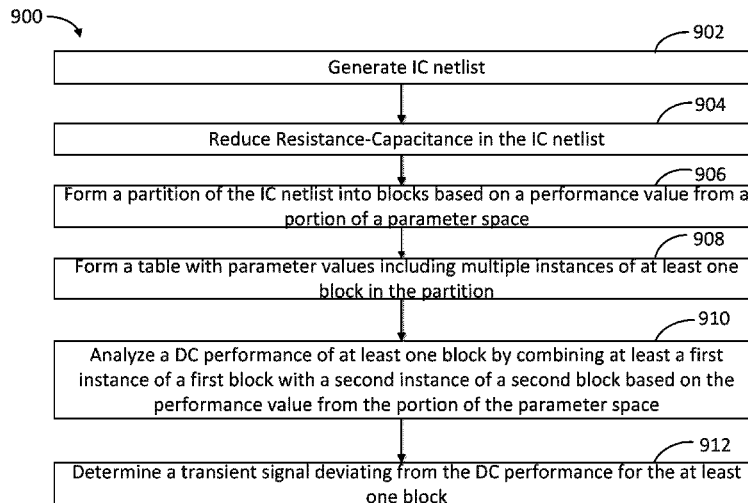 900
902
Generate IC netlist
904
Reduce Resistance-Capacitance in the IC netlist
906
Form a partition of the IC netlist into blocks based on a performance value from a
portion of a parameter space
908
Form a table with parameter values including multiple instances of at least one
block in the partition
910
Analyze a DC performance of at least one block by combining at least a first
instance of a first block with a second instance of a second block based on the
performance value from the portion of the parameter space
912
Determine a transient signal deviating from the DC performance for the at least
one block